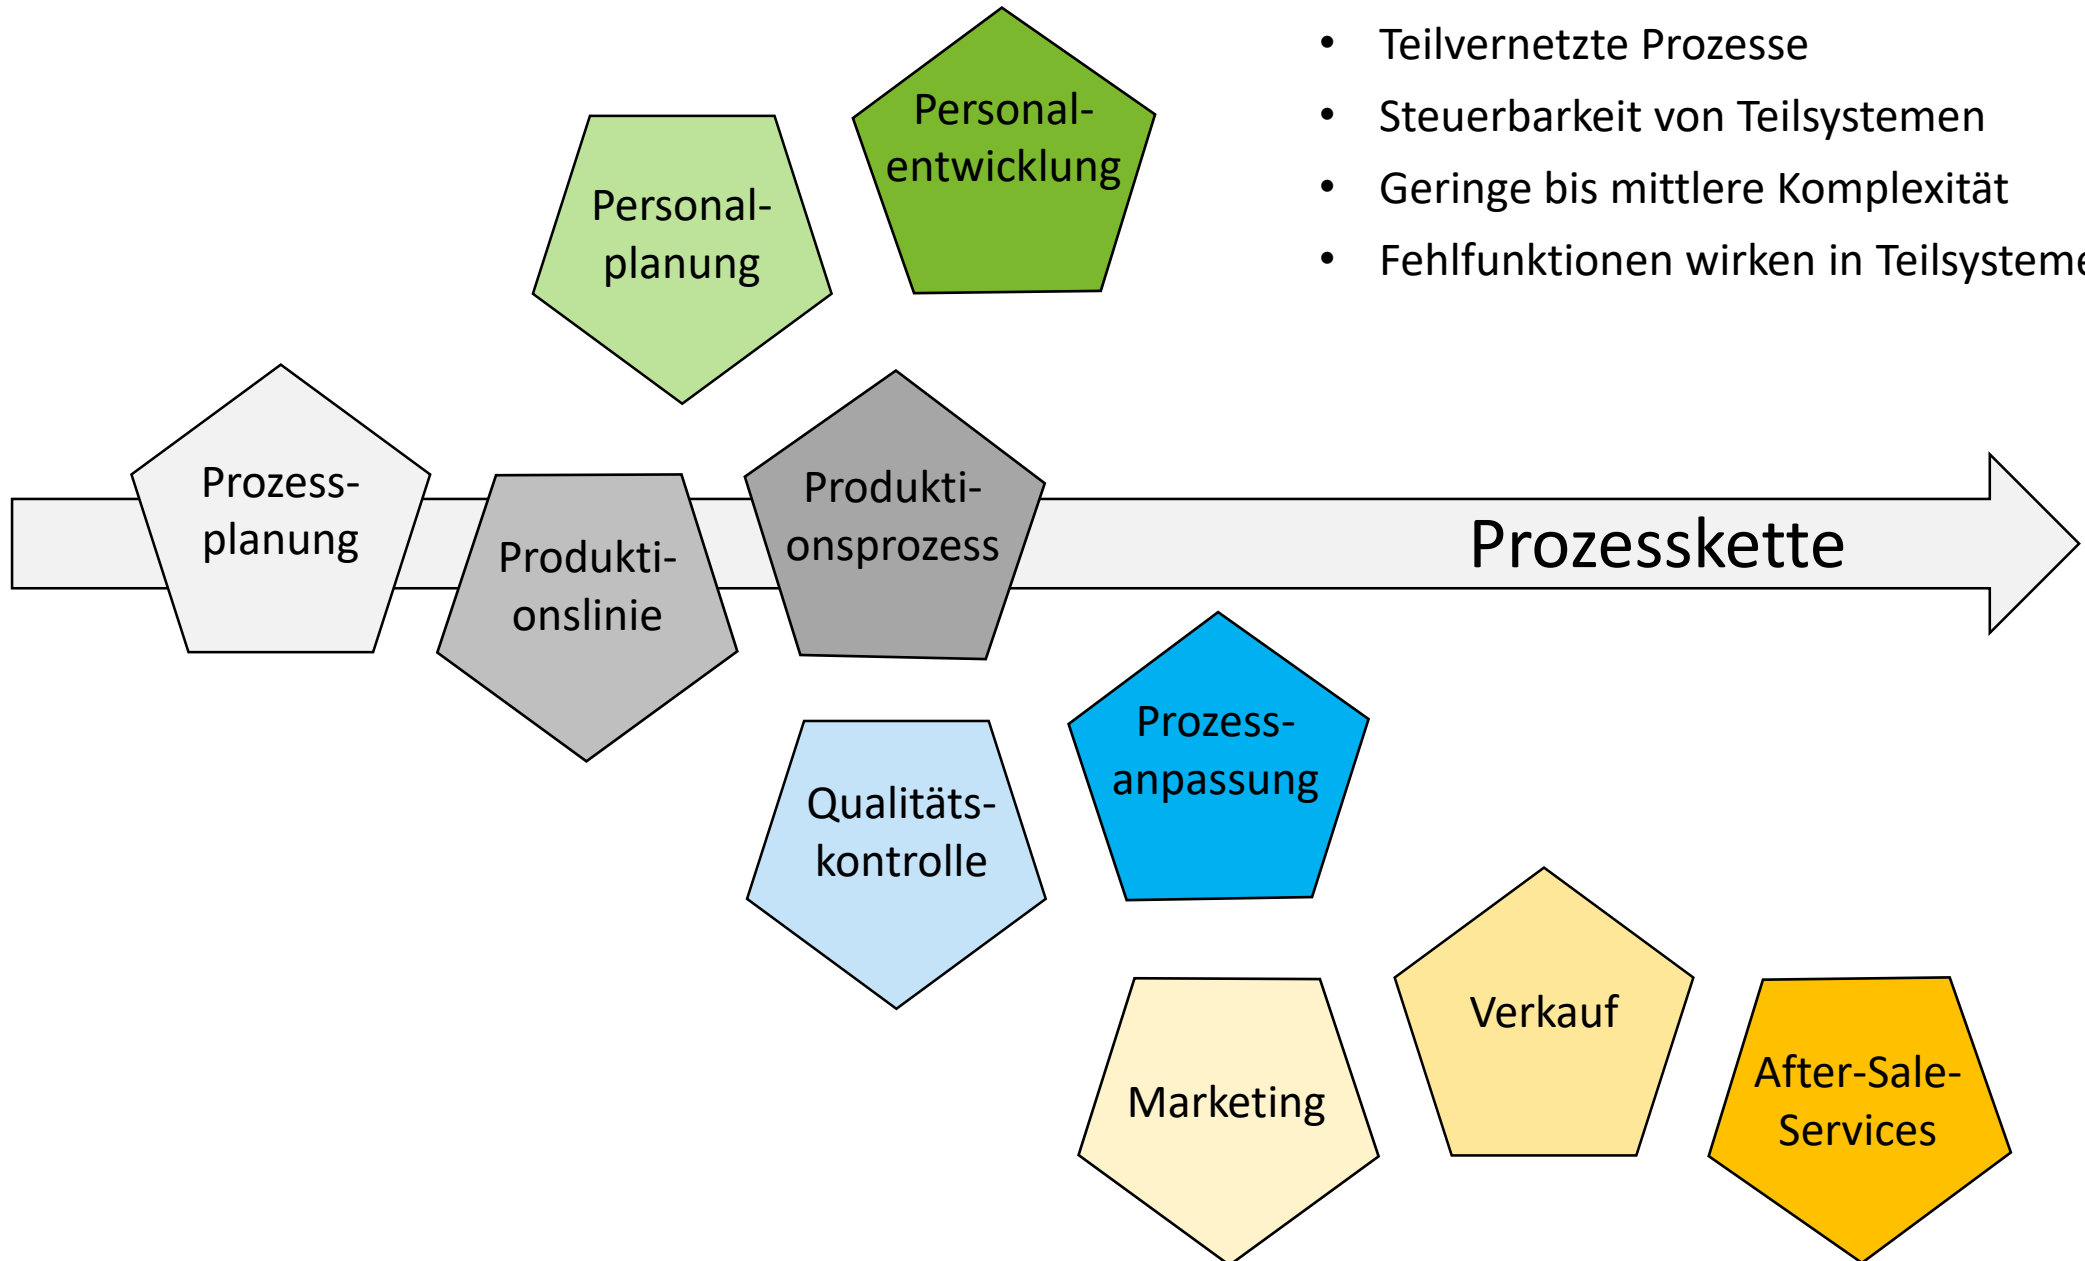 • Teilvernetzte Prozesse
• Steuerbarkeit von Teilsystemen
• Geringe bis mittlere Komplexität
• Fehlfunktionen wirken in Teilsysteme
Personal-
entwicklung
Personal-
planung
Prozess-
planung
Produkti-
onslinie
Produkti-
onsprozess
Prozesskette
Prozess-
anpassung
Qualitäts-
kontrolle
Marketing
Verkauf
After-Sale-
Services